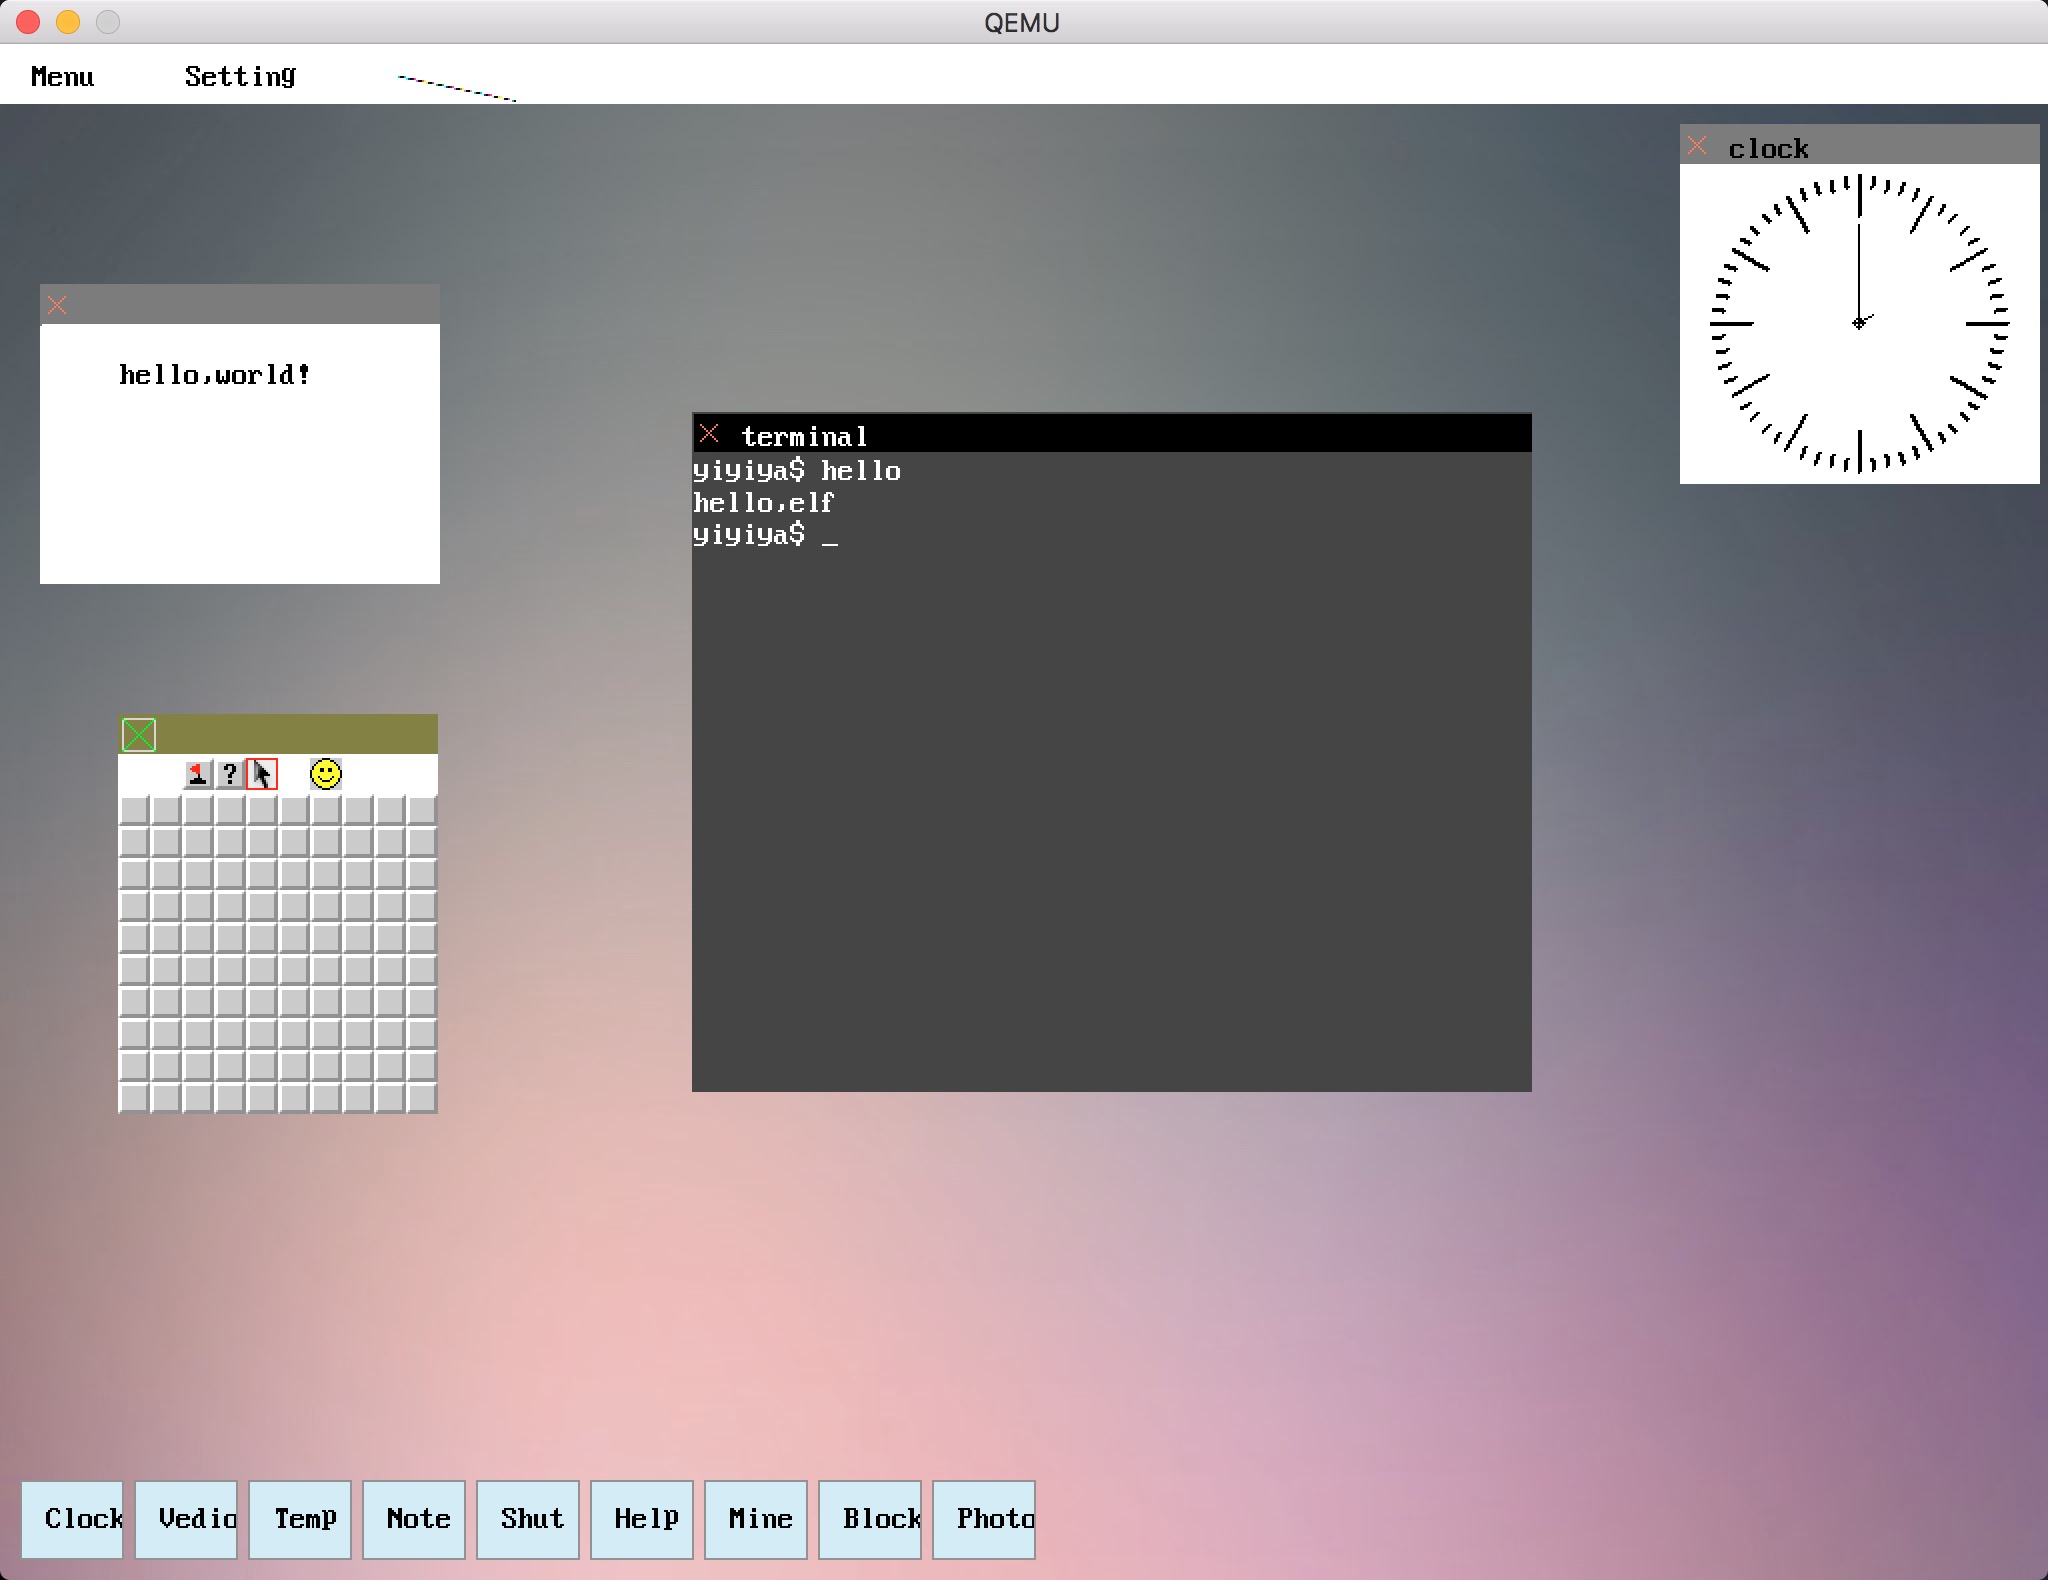 QEMU
Menu Setting
clock
hello,world!
terminal
yiyiya$ hello
hello,elf
yiyiya$ _
?
Clock Vedio Temp Note Shut Help Mine Block Photo